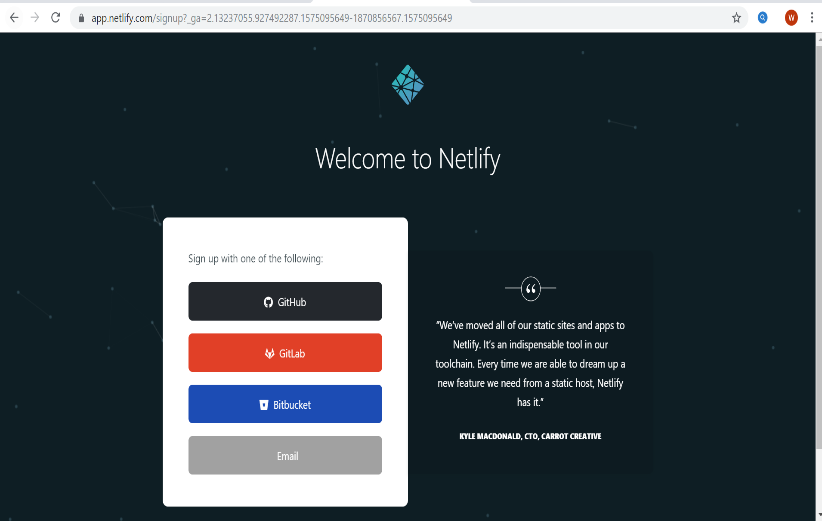 app.netlify.com/signup?_ga=2.13237055.927492287.1575095649-1870856567.1575095649
W
Welcome to Netlify
Sign up with one of the following:
GitHub
GitLab
Bitbucket
Email
“We’ve moved all of our static sites and apps to
Netlify. It’s an indispensable tool in our
toolchain. Every time we are able to dream up a
new feature we need from a static host, Netlify
has it.”
KYLE MACDONALD, CTO, CARROT CREATIVE